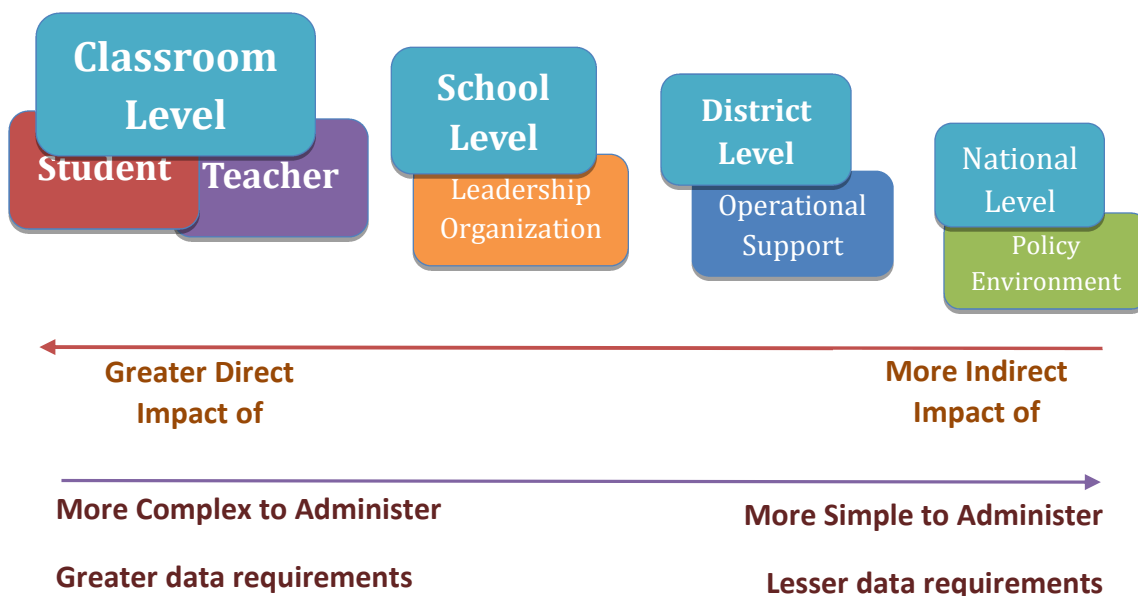 Classroom
Level
Student
Teacher
School
Level
Leadership
Organization
District
Level
Operational
Support
National
Level
Policy
Environment
Greater Direct
Impact of
More Indirect
Impact of
More Complex to Administer
More Simple to Administer
Greater data requirements
Lesser data requirements